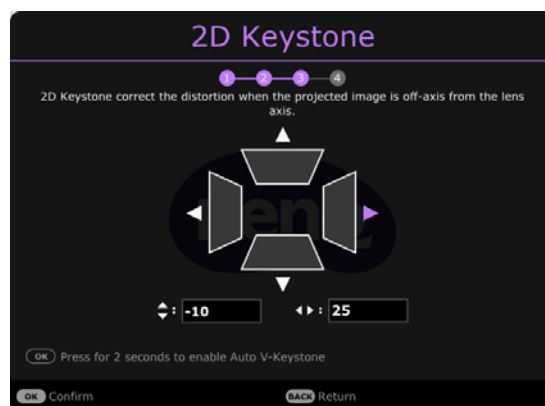 2D Keystone
1 2 3 4
2D Keystone correct the distortion when the projected image is off-axis from the lens
axis.
BenQ
: -10 : 25
OK Press for 2 seconds to enable Auto V-Keystone
OK Confirm BACK Return